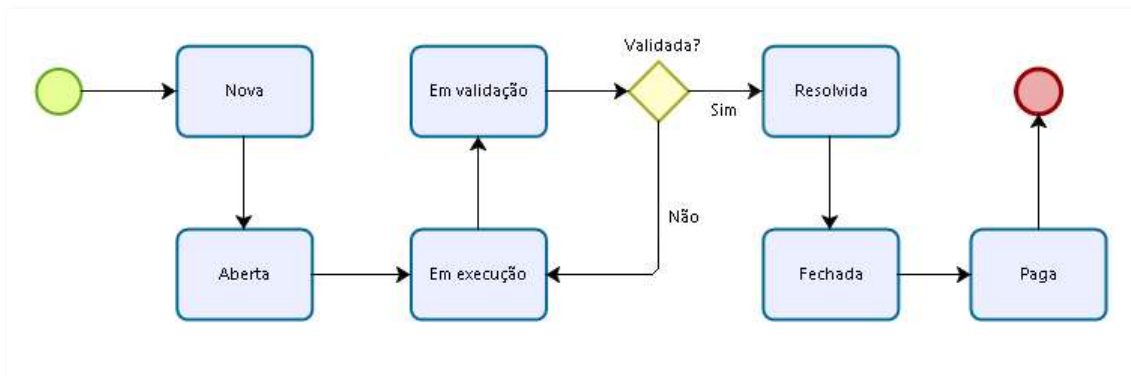 Nova
Em validação
Validada?
Sim
Resolvida
Não
Aberta
Em execução
Fechada
Paga